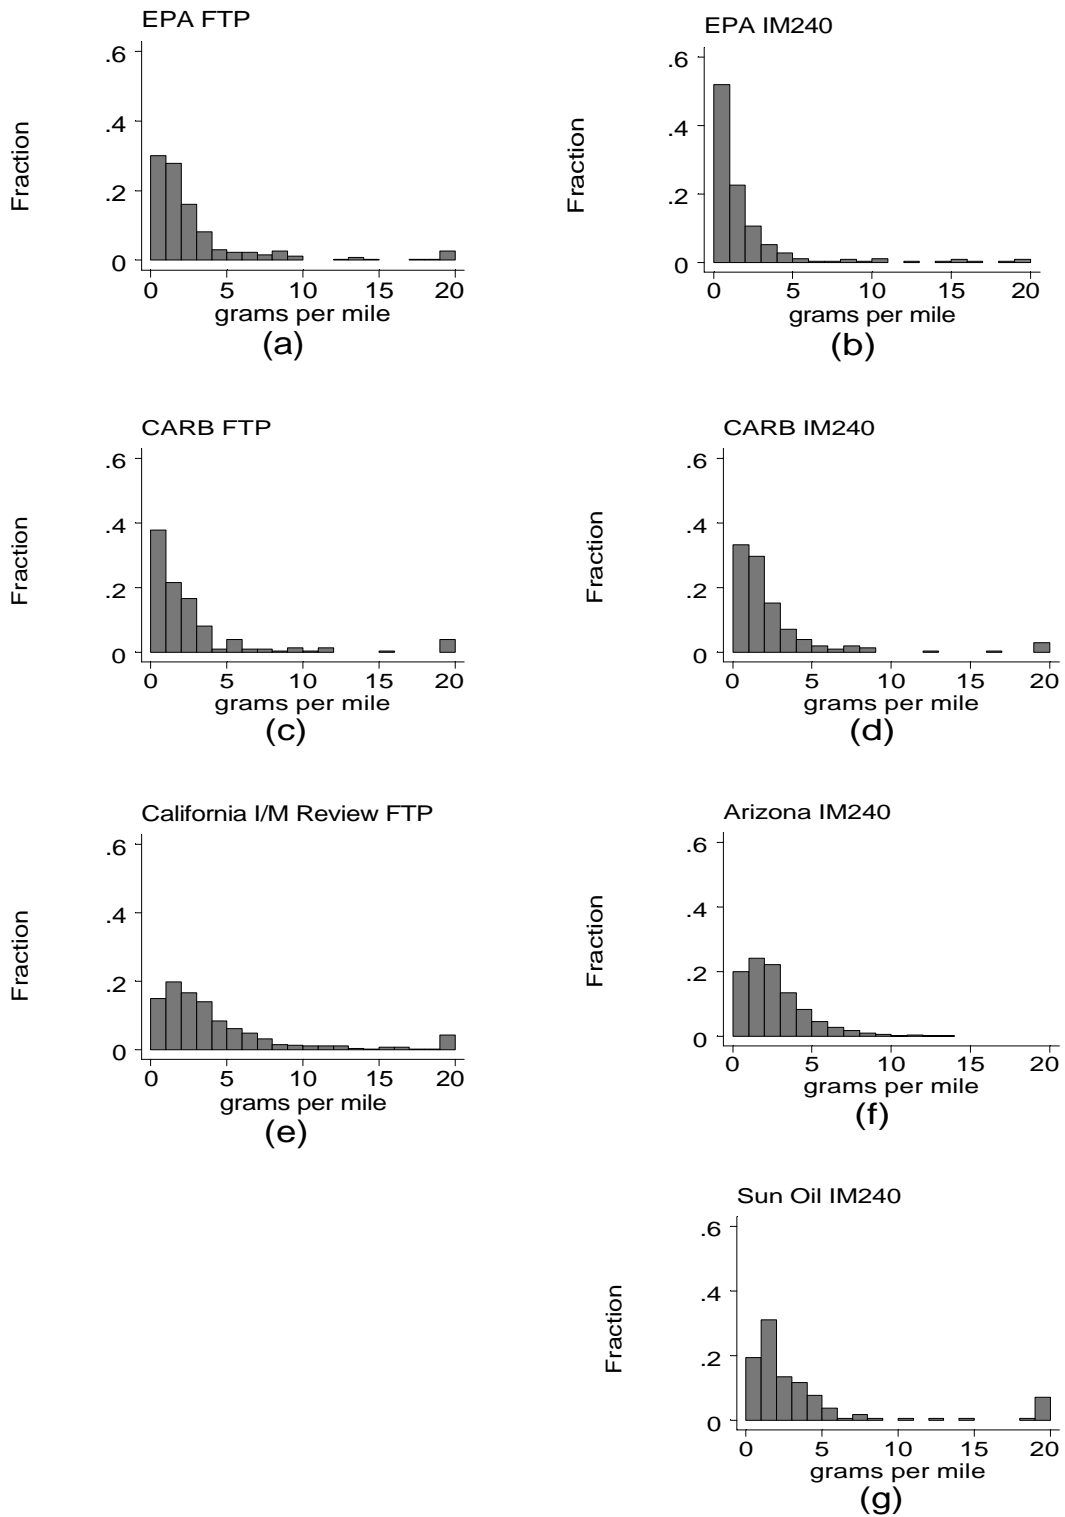 EPA FTP
.6
.4
.2
0
Fraction
0 5 10 15 20
grams per mile
(a)
EPA IM240
.6
.4
.2
0
Fraction
0 5 10 15 20
grams per mile
(b)
CARB FTP
.6
.4
.2
0
Fraction
0 5 10 15 20
grams per mile
(c)
CARB IM240
.6
.4
.2
0
Fraction
0 5 10 15 20
grams per mile
(d)
California I/M Review FTP
.6
.4
.2
0
Fraction
0 5 10 15 20
grams per mile
(e)
Arizona IM240
.6
.4
.2
0
Fraction
0 5 10 15 20
grams per mile
(f)
Sun Oil IM240
.6
.4
.2
0
Fraction
0 5 10 15 20
grams per mile
(g)